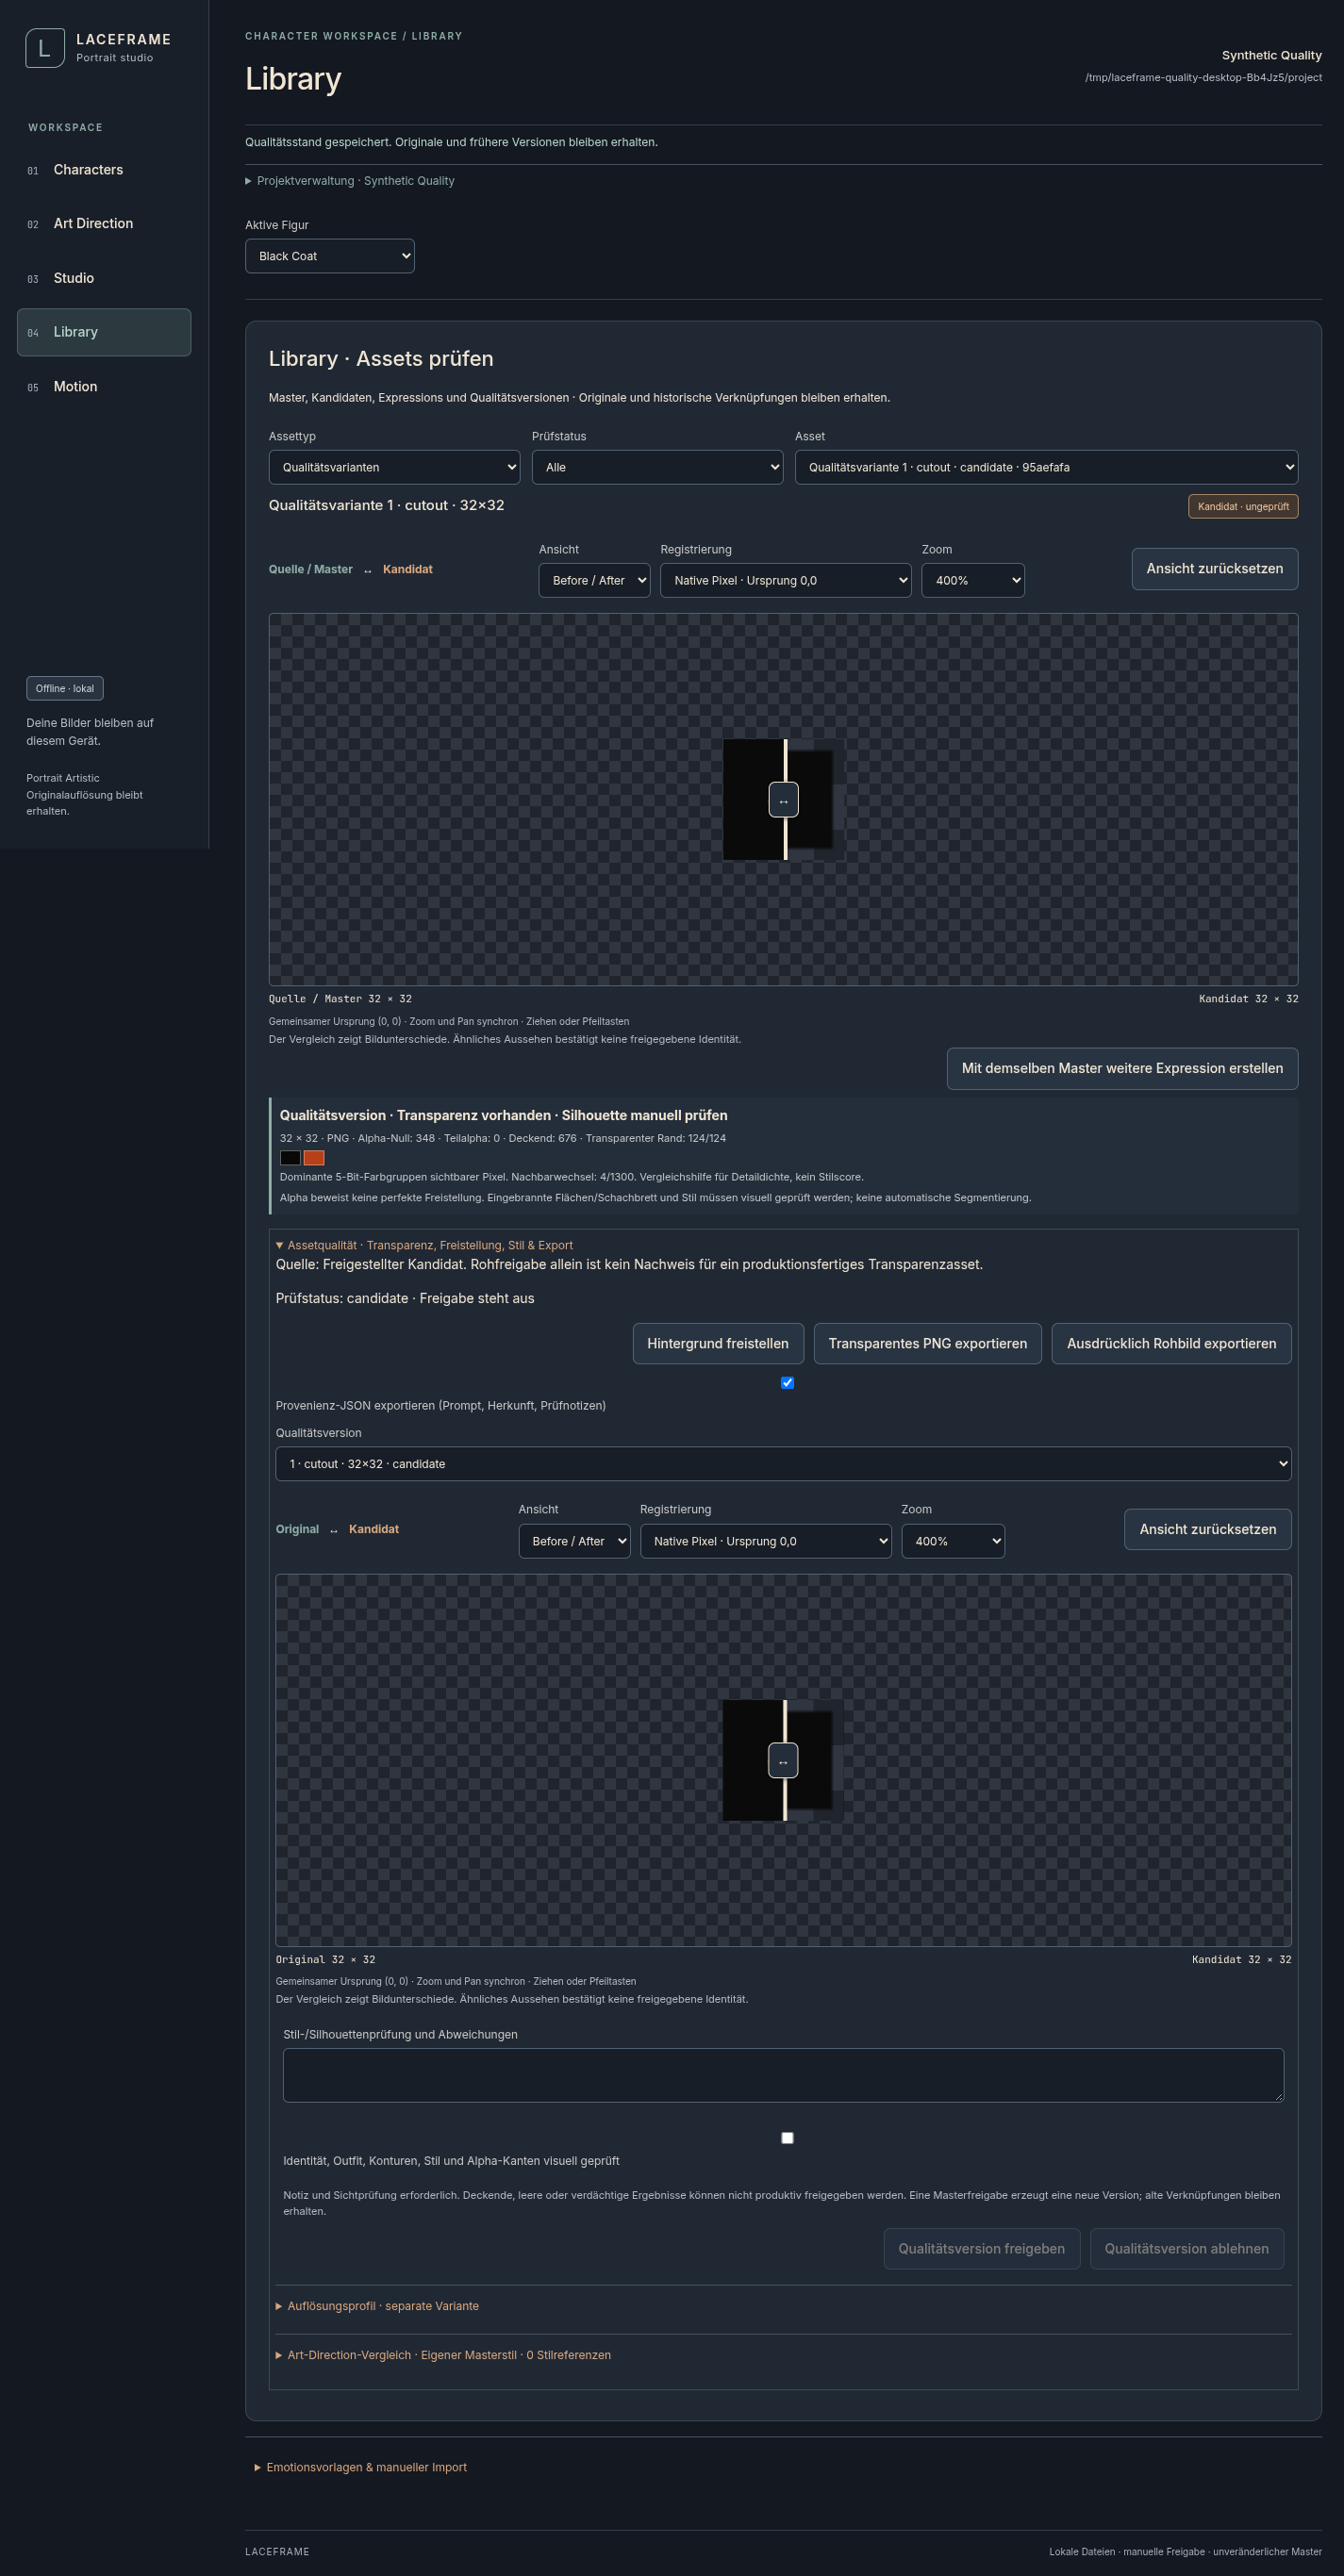 L
LACEFRAME
Portrait studio
WORKSPACE
01 Characters
02 Art Direction
03 Studio
04 Library
05 Motion
Offline · lokal
Deine Bilder bleiben auf
diesem Gerät.
Portrait Artistic
Originalauflösung bleibt
erhalten.
CHARACTER WORKSPACE / LIBRARY
Library
Synthetic Quality
/tmp/laceframe-quality-desktop-Bb4Jz5/project
Qualitätsstand gespeichert. Originale und frühere Versionen bleiben erhalten.
▶ Projektverwaltung · Synthetic Quality
Aktive Figur
Black Coat
Library · Assets prüfen
Master, Kandidaten, Expressions und Qualitätsversionen · Originale und historische Verknüpfungen bleiben erhalten.
Assettyp Prüfstatus Asset
Qualitätsvarianten Alle Qualitätsvariante 1 · cutout · candidate · 95aefafa
Qualitätsvariante 1 · cutout · 32×32 Kandidat · ungeprüft
Ansicht Registrierung Zoom
Quelle / Master ↔ Kandidat Before / After Native Pixel · Ursprung 0,0 400% Ansicht zurücksetzen
↔
Quelle / Master 32 × 32 Kandidat 32 × 32
Gemeinsamer Ursprung (0, 0) · Zoom und Pan synchron · Ziehen oder Pfeiltasten
Der Vergleich zeigt Bildunterschiede. Ähnliches Aussehen bestätigt keine freigegebene Identität.
Mit demselben Master weitere Expression erstellen
Qualitätsversion · Transparenz vorhanden · Silhouette manuell prüfen
32 × 32 · PNG · Alpha-Null: 348 · Teilalpha: 0 · Deckend: 676 · Transparenter Rand: 124/124
Dominante 5-Bit-Farbgruppen sichtbarer Pixel. Nachbarwechsel: 4/1300. Vergleichshilfe für Detaildichte, kein Stilscore.
Alpha beweist keine perfekte Freistellung. Eingebrannte Flächen/Schachbrett und Stil müssen visuell geprüft werden; keine automatische Segmentierung.
▼ Assetqualität · Transparenz, Freistellung, Stil & Export
Quelle: Freigestellter Kandidat. Rohfreigabe allein ist kein Nachweis für ein produktionsfertiges Transparenzasset.
Prüfstatus: candidate · Freigabe steht aus
Hintergrund freistellen Transparentes PNG exportieren Ausdrücklich Rohbild exportieren
Provenienz-JSON exportieren (Prompt, Herkunft, Prüfnotizen)
Qualitätsversion
1 · cutout · 32×32 · candidate
Ansicht Registrierung Zoom
Original ↔ Kandidat Before / After Native Pixel · Ursprung 0,0 400% Ansicht zurücksetzen
↔
Original 32 × 32 Kandidat 32 × 32
Gemeinsamer Ursprung (0, 0) · Zoom und Pan synchron · Ziehen oder Pfeiltasten
Der Vergleich zeigt Bildunterschiede. Ähnliches Aussehen bestätigt keine freigegebene Identität.
Stil-/Silhouettenprüfung und Abweichungen
Identität, Outfit, Konturen, Stil und Alpha-Kanten visuell geprüft
Notiz und Sichtprüfung erforderlich. Deckende, leere oder verdächtige Ergebnisse können nicht produktiv freigegeben werden. Eine Masterfreigabe erzeugt eine neue Version; alte Verknüpfungen bleiben
erhalten.
Qualitätsversion freigeben Qualitätsversion ablehnen
▶ Auflösungsprofil · separate Variante
▶ Art-Direction-Vergleich · Eigener Masterstil · 0 Stilreferenzen
▶ Emotionsvorlagen & manueller Import
LACEFRAME Lokale Dateien · manuelle Freigabe · unveränderlicher Master